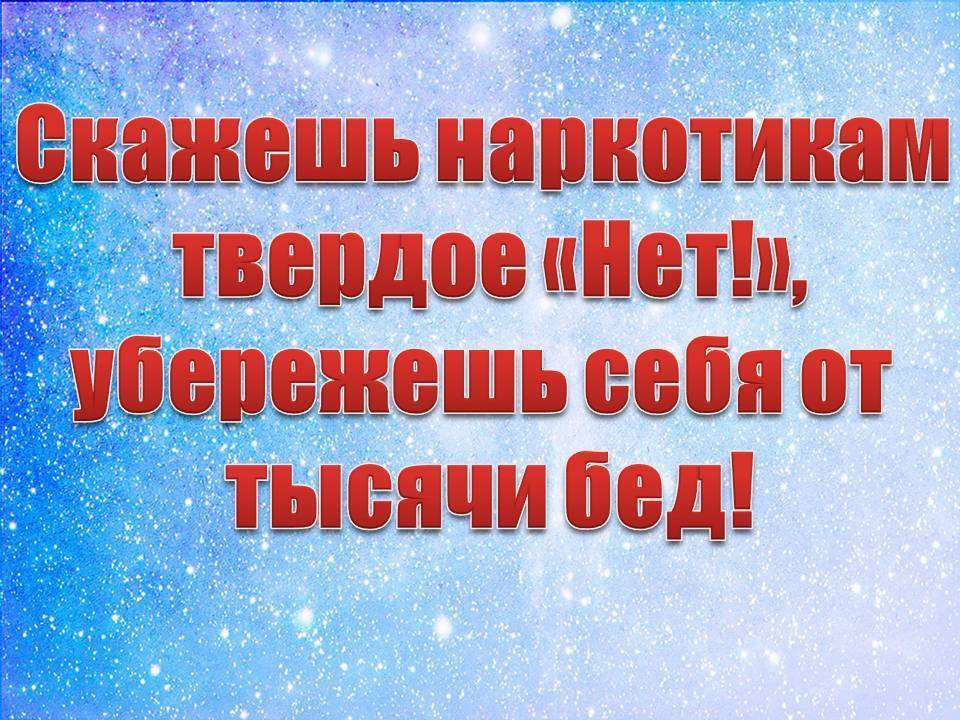 Скажешь наркотикам
твердое «Нет!»,
убережешь себя от
тысячи бед!